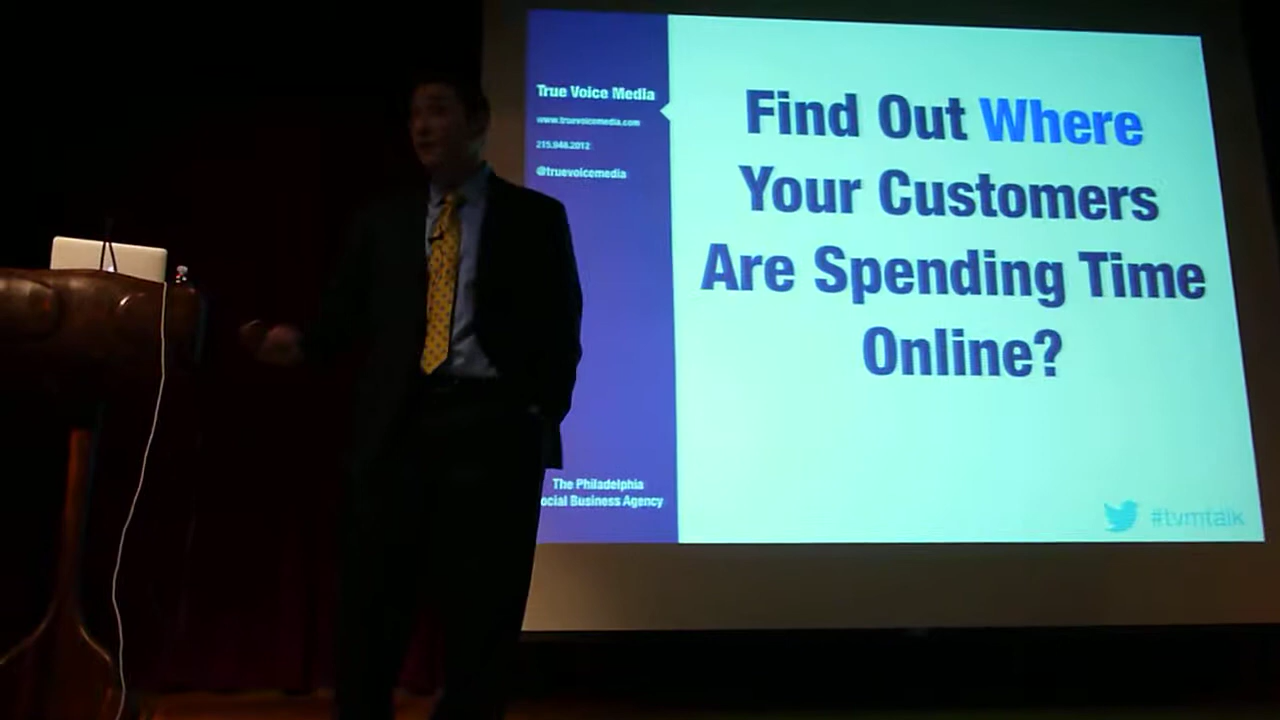 True Voice Media
www.truevoicemedia.com
215.948.2012
@truevoicemedia
Find Out Where
Your Customers
Are Spending Time
Online?
The Philadelphia
ocial Business Agency
#tvmtalk